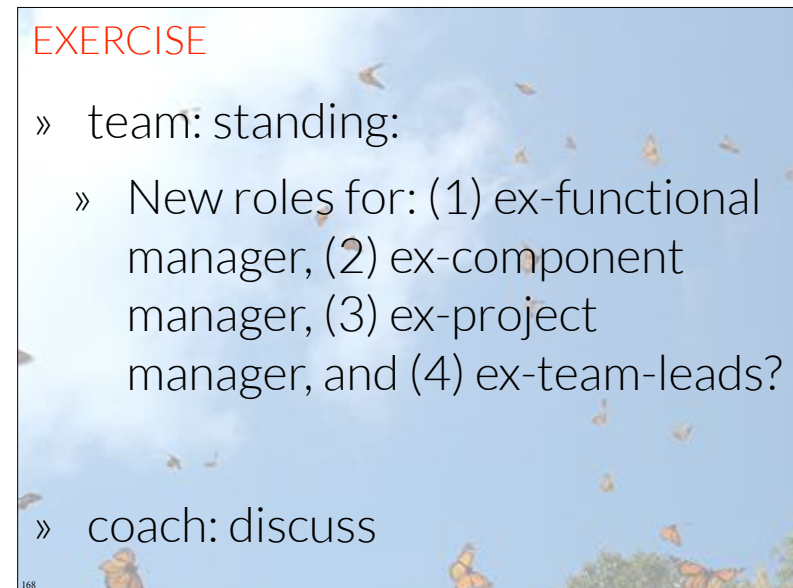 EXERCISE
» team: standing:
» New roles for: (1) ex-functional
manager, (2) ex-component
manager, (3) ex-project
manager, and (4) ex-team-leads?
» coach: discuss
168